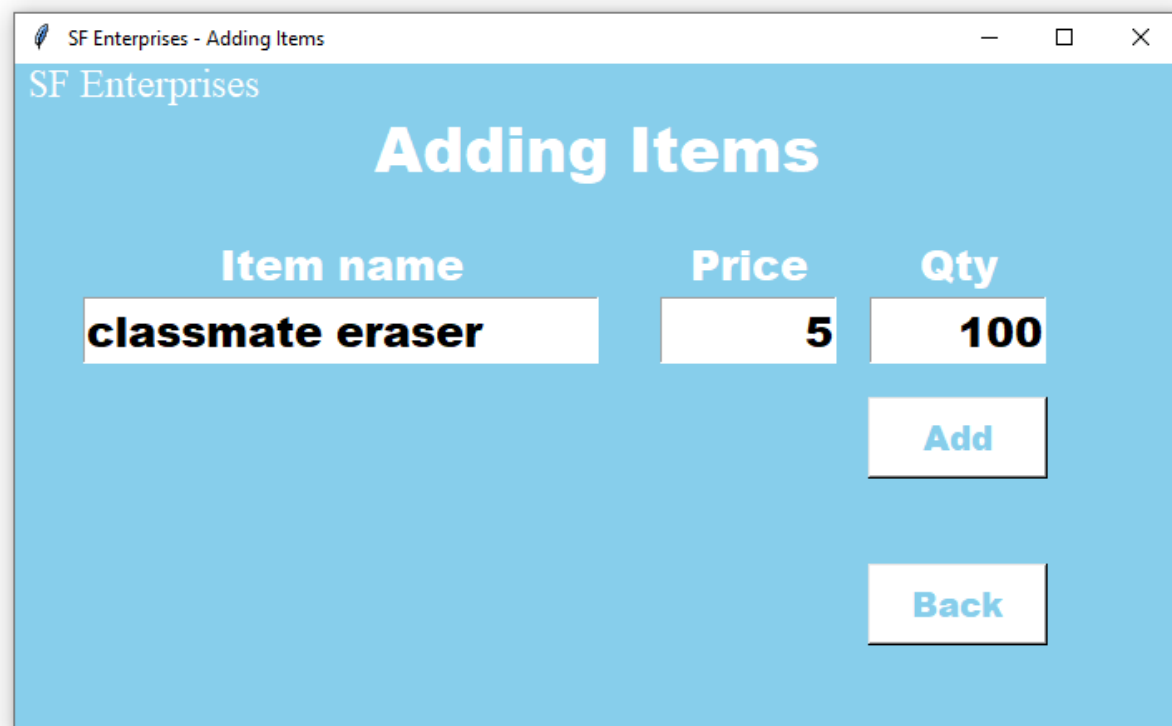 SF Enterprises - Adding Items
SF Enterprises
Adding Items
Item name Price Qty
classmate eraser 5 100
Add
Back